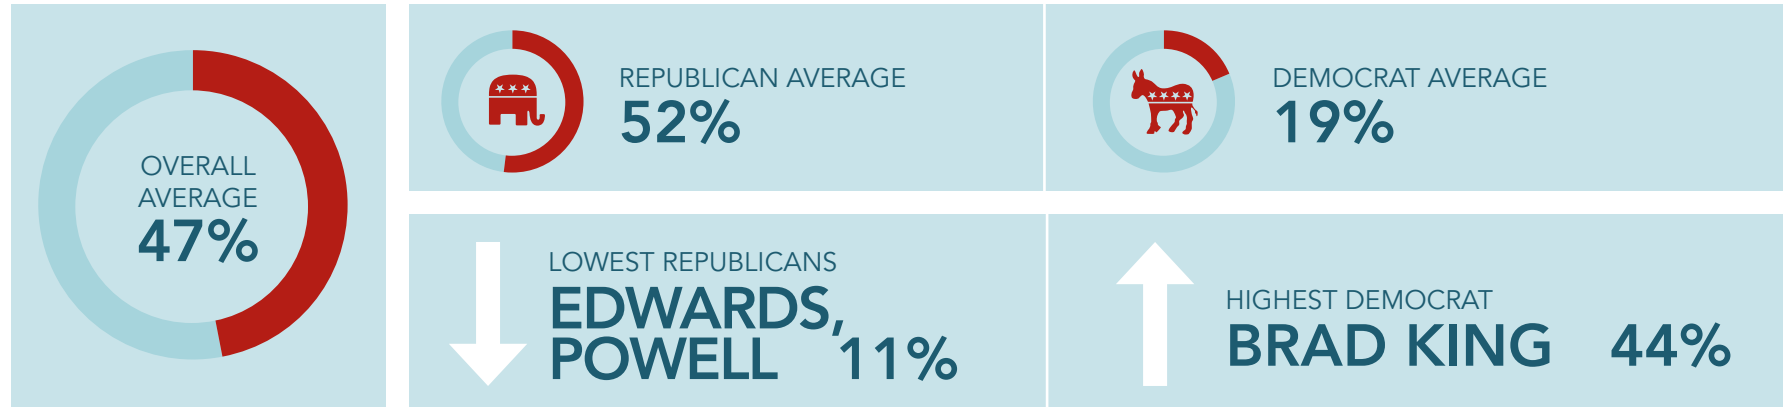 OVERALL
AVERAGE
47%
REPUBLICAN AVERAGE
52%
DEMOCRAT AVERAGE
19%
LOWEST REPUBLICANS
EDWARDS,
POWELL 11%
HIGHEST DEMOCRAT
BRAD KING 44%